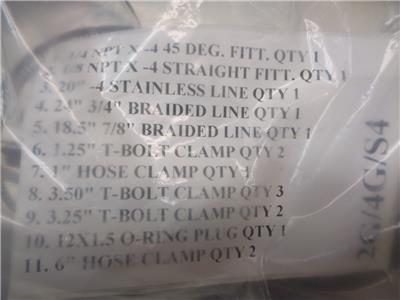 1. 1/4 NPT X -4 45 DEG. FITT. QTY 1
2. 1/8 NPT X -4 STRAIGHT FITT. QTY 1
3. 20" -4 STAINLESS LINE QTY 1
4. 24" 3/4" BRAIDED LINE QTY 1
5. 18.5" 7/8" BRAIDED LINE QTY 1
6. 1.25" T-BOLT CLAMP QTY 2
7. 1" HOSE CLAMP QTY
8. 3.50" T-BOLT CLAMP QTY 3
9. 3.25" T-BOLT CLAMP QTY 2
10. 12X1.5 O-RING PLUG QTY 1
11. 6" HOSE CLAMP QTY 2
2G/4G/S4